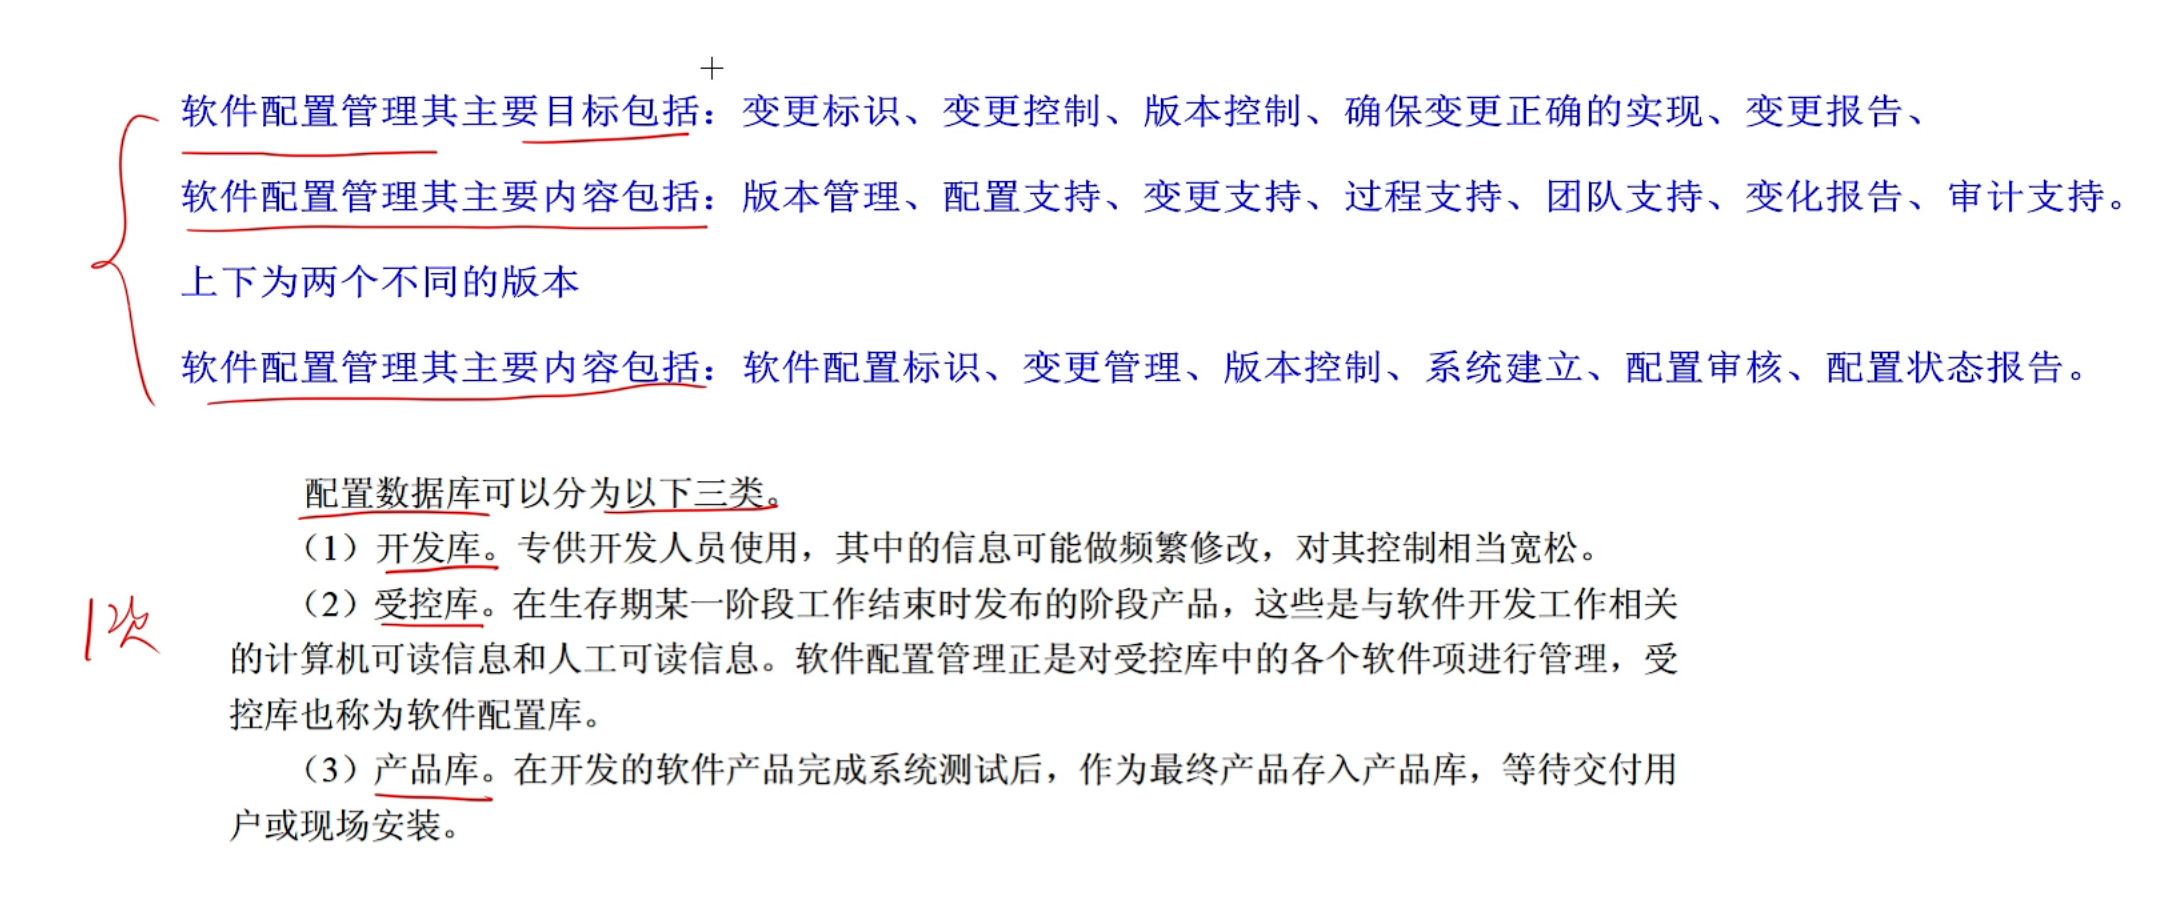 软件配置管理其主要目标包括：变更标识、变更控制、版本控制、确保变更正确的实现、变更报告、
软件配置管理其主要内容包括：版本管理、配置支持、变更支持、过程支持、团队支持、变化报告、审计支持。
上下为两个不同的版本
软件配置管理其主要内容包括：软件配置标识、变更管理、版本控制、系统建立、配置审核、配置状态报告。
配置数据库可以分为以下三类。
（1）开发库。专供开发人员使用，其中的信息可能做频繁修改，对其控制相当宽松。
（2）受控库。在生存期某一阶段工作结束时发布的阶段产品，这些是与软件开发工作相关
1次
的计算机可读信息和人工可读信息。软件配置管理正是对受控库中的各个软件项进行管理，受
控库也称为软件配置库。
（3）产品库。在开发的软件产品完成系统测试后，作为最终产品存入产品库，等待交付用
户或现场安装。